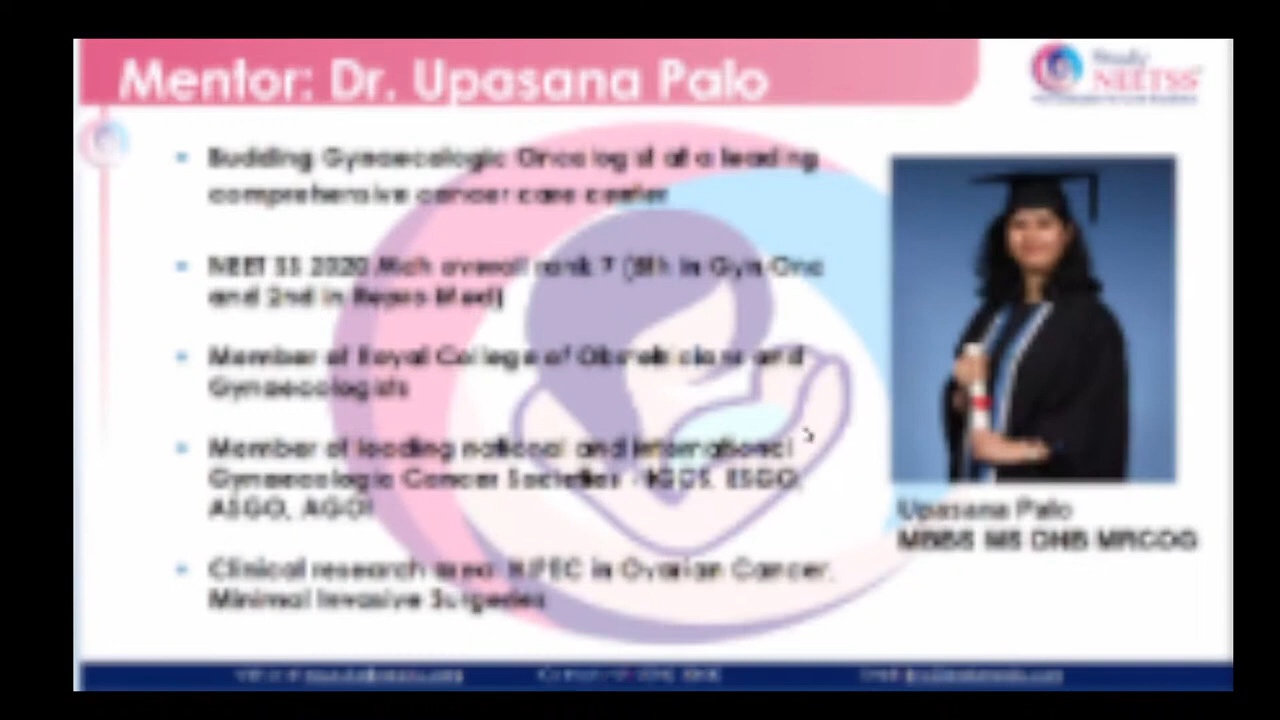 Mentor: Dr. Upasana Palo
Study
NEETSS
Budding Gynaecologic Oncologist at a leading
comprehensive cancer care center
NEET SS 2020 Mch overall rank 7 (5th in Gyn Onc
and 2nd in Repro Med)
Member of Royal College of Obstetricians and
Gynaecologists
Member of leading national and international
Gynaecologic Cancer Societies - IGCS, ESGO,
ASGO, AGOI
Clinical research area: HIPEC in Ovarian Cancer,
Minimal Invasive Surgeries
Upasana Palo
MBBS MS DNB MRCOG